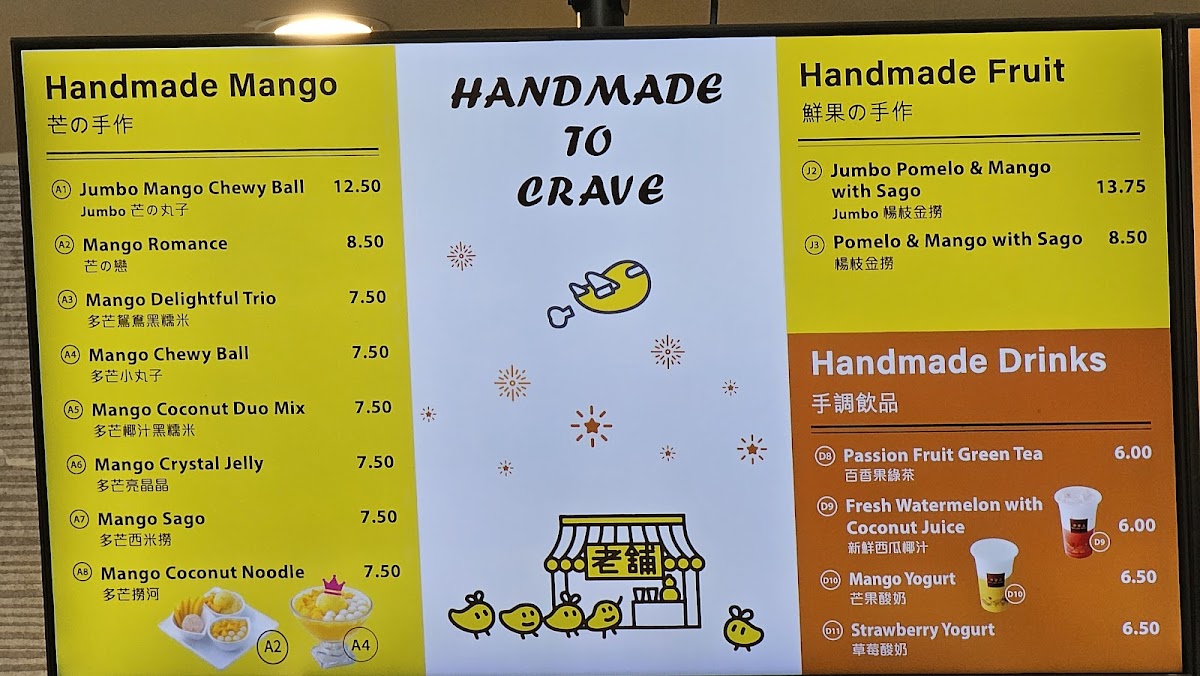 Handmade Mango
芒の手作
A1 Jumbo Mango Chewy Ball 12.50
Jumbo 芒の丸子
A2 Mango Romance 8.50
芒の戀
A3 Mango Delightful Trio 7.50
多芒鴛鴦黑糯米
A4 Mango Chewy Ball 7.50
多芒小丸子
A5 Mango Coconut Duo Mix 7.50
多芒椰汁黑糯米
A6 Mango Crystal Jelly 7.50
多芒亮晶晶
A7 Mango Sago 7.50
多芒西米撈
A8 Mango Coconut Noodle 7.50
多芒撈河
A2
A4
HANDMADE
TO
CRAVE
老舖
Handmade Fruit
鮮果の手作
J2 Jumbo Pomelo & Mango
with Sago 13.75
Jumbo 楊枝金撈
J3 Pomelo & Mango with Sago 8.50
楊枝金撈
Handmade Drinks
手調飲品
D8 Passion Fruit Green Tea 6.00
百香果綠茶
D9 Fresh Watermelon with
Coconut Juice 6.00
新鮮西瓜椰汁
D9
D10 Mango Yogurt 6.50
芒果酸奶
D10
D11 Strawberry Yogurt 6.50
草莓酸奶